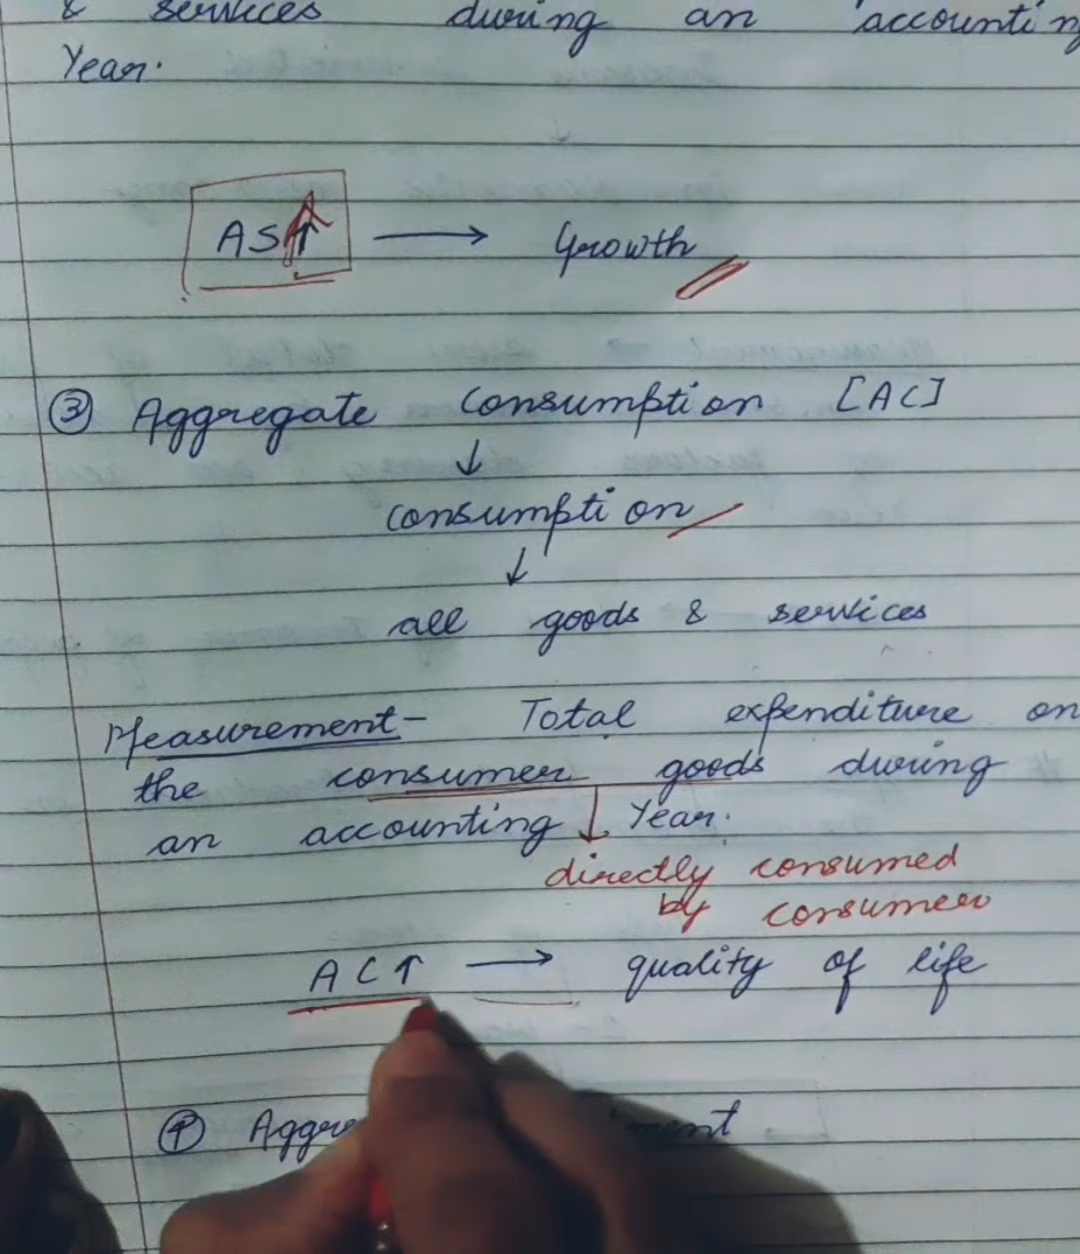 & services during an accounting
Year.
AS↑ → Growth
③ Aggregate Consumption [AC]
↓
consumption
↓
all goods & services
Measurement- Total expenditure on
the consumer goods during
an accounting ↓ Year.
directly consumed
by consumer
AC↑ → quality of life
④